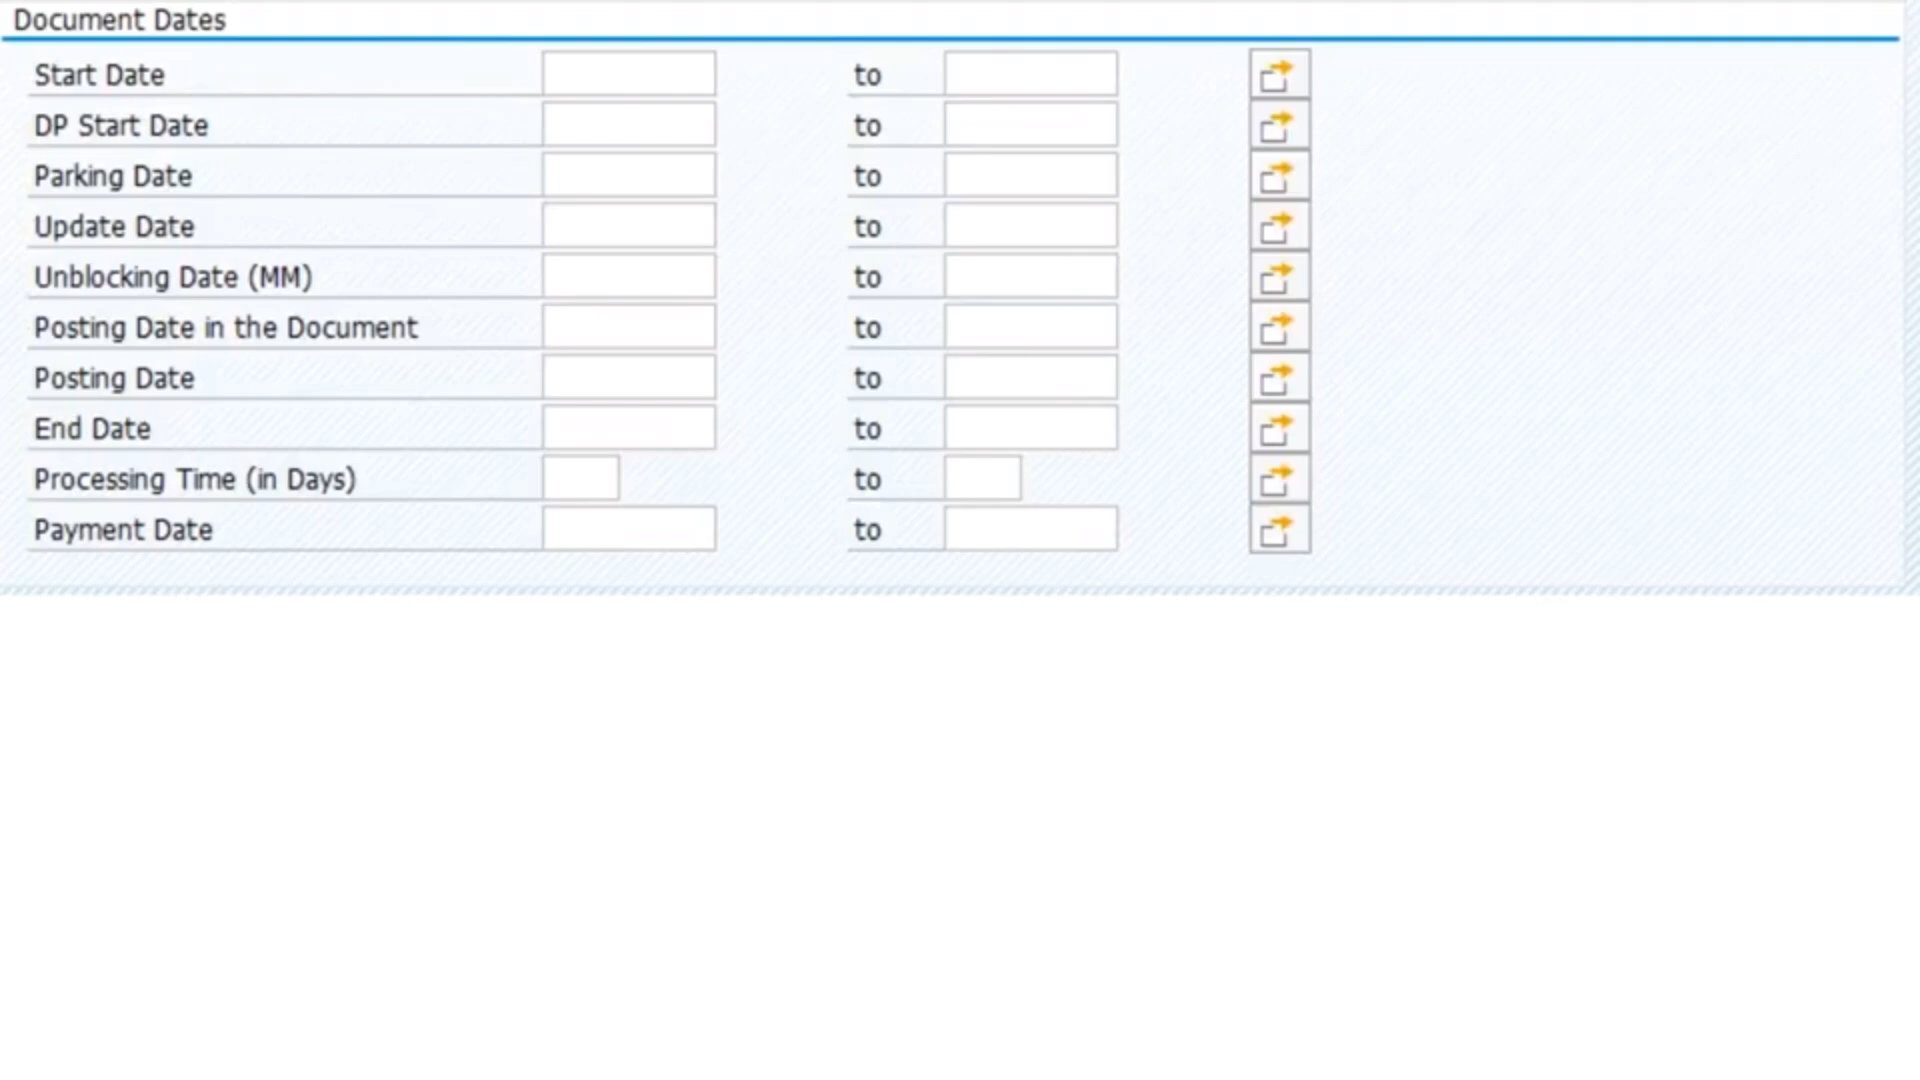 Document Dates
Start Date to
DP Start Date to
Parking Date to
Update Date to
Unblocking Date (MM) to
Posting Date in the Document to
Posting Date to
End Date to
Processing Time (in Days) to
Payment Date to